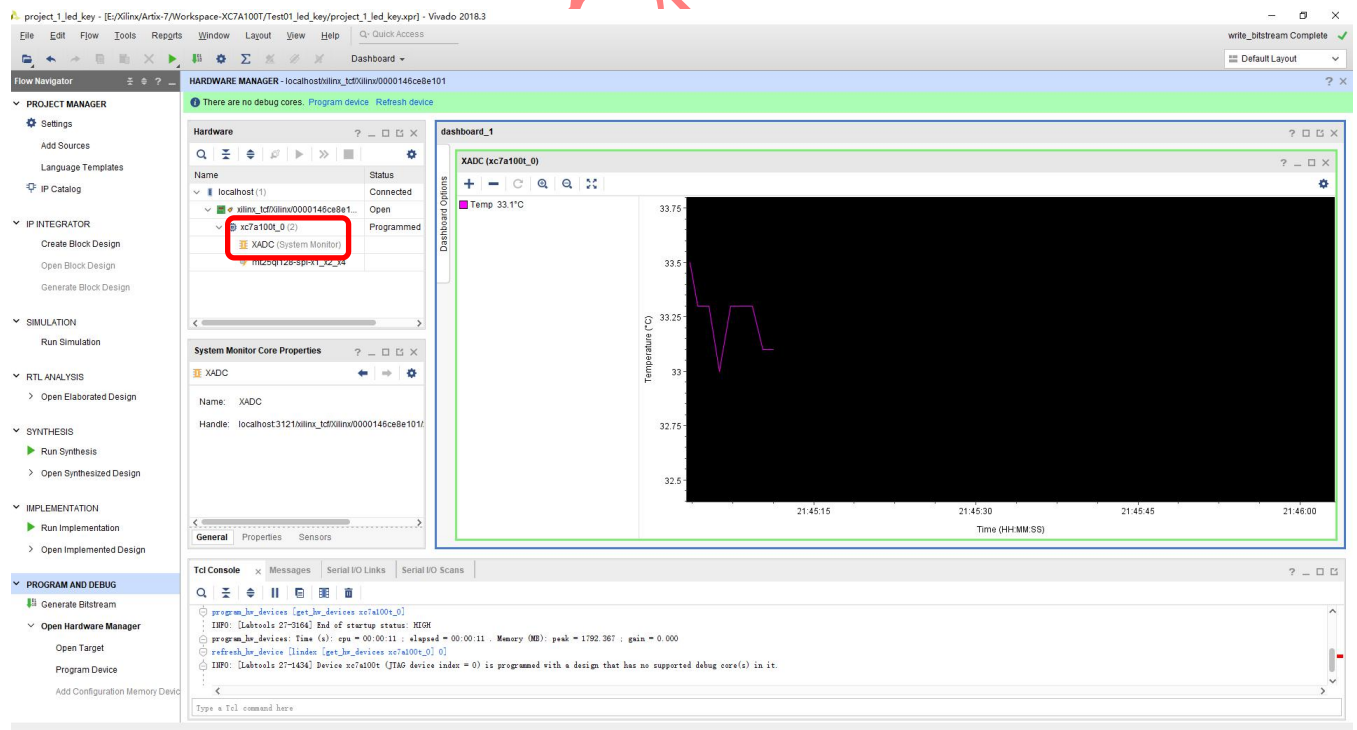 project_1_led_key - [E:/Xilinx/Artix-7/Workspace-XC7A100T/Test01_led_key/project_1_led_key.xpr] - Vivado 2018.3
File Edit Flow Tools Reports Window Layout View Help Q- Quick Access
write_bitstream Complete
Dashboard
Default Layout
Flow Navigator
HARDWARE MANAGER - localhost/xilinx_tcf/Xilinx/0000146ce8e101
There are no debug cores. Program device Refresh device
PROJECT MANAGER
Settings
Add Sources
Language Templates
IP Catalog
IP INTEGRATOR
Create Block Design
Open Block Design
Generate Block Design
SIMULATION
Run Simulation
RTL ANALYSIS
Open Elaborated Design
SYNTHESIS
Run Synthesis
Open Synthesized Design
IMPLEMENTATION
Run Implementation
Open Implemented Design
PROGRAM AND DEBUG
Generate Bitstream
Open Hardware Manager
Open Target
Program Device
Add Configuration Memory Devic
Hardware
Name Status
localhost (1) Connected
xilinx_tcf/Xilinx/0000146ce8e1... Open
xc7a100t_0 (2) Programmed
XADC (System Monitor)
mt25ql128-spi-x1_x2_x4
System Monitor Core Properties
XADC
Name: XADC
Handle: localhost:3121/xilinx_tcf/Xilinx/0000146ce8e101/
General Properties Sensors
dashboard_1
Dashboard Options
XADC (xc7a100t_0)
Temp 33.1°C
Temperature (°C)
33.75
33.5
33.25
33
32.75
32.5
21:45:15 21:45:30 21:45:45 21:46:00
Time (HH:MM:SS)
Tcl Console Messages Serial I/O Links Serial I/O Scans
program_hw_devices [get_hw_devices xc7a100t_0]
INFO: [Labtools 27-3164] End of startup status: HIGH
program_hw_devices: Time (s): cpu = 00:00:11 ; elapsed = 00:00:11 . Memory (MB): peak = 1792.367 ; gain = 0.000
refresh_hw_device [lindex [get_hw_devices xc7a100t_0] 0]
INFO: [Labtools 27-1434] Device xc7a100t (JTAG device index = 0) is programmed with a design that has no supported debug core(s) in it.
Type a Tcl command here